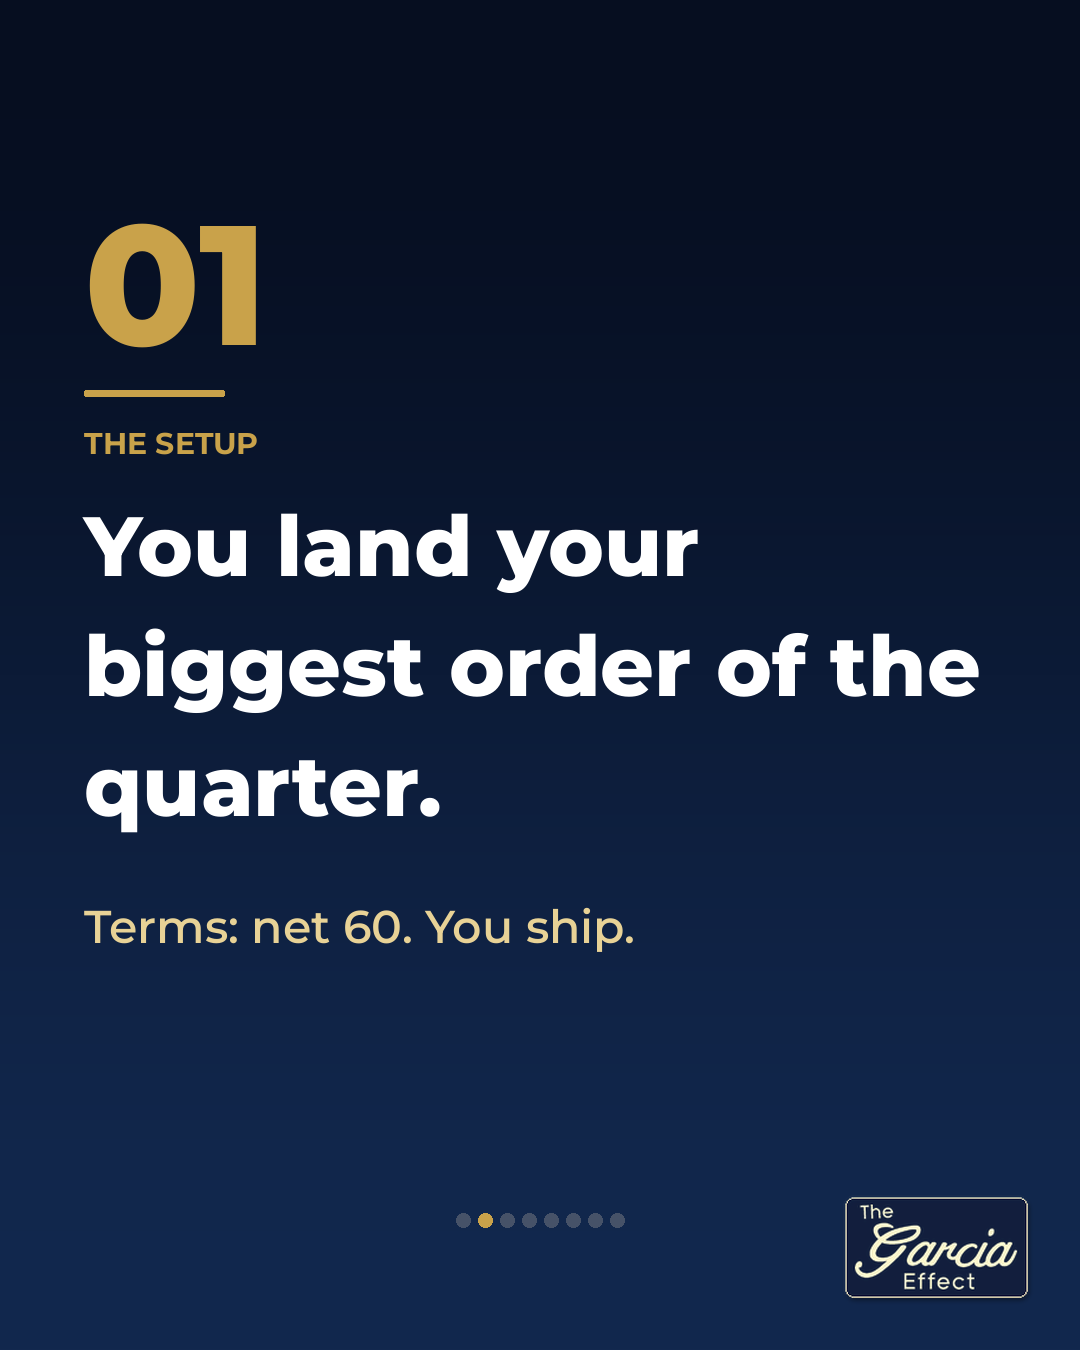 01
THE SETUP
You land your
biggest order of the
quarter.
Terms: net 60. You ship.
The
Garcia
Effect